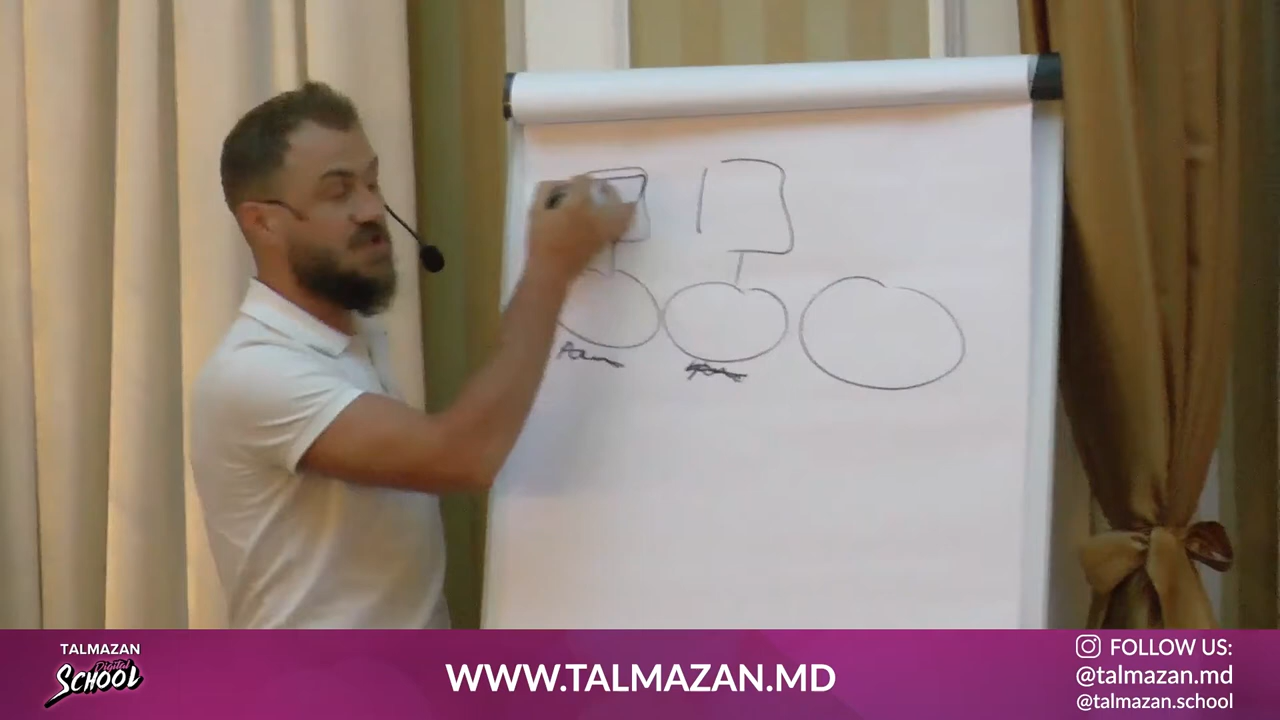 TALMAZAN
Digital
SCHOOL
WWW.TALMAZAN.MD
FOLLOW US:
@talmazan.md
@talmazan.school